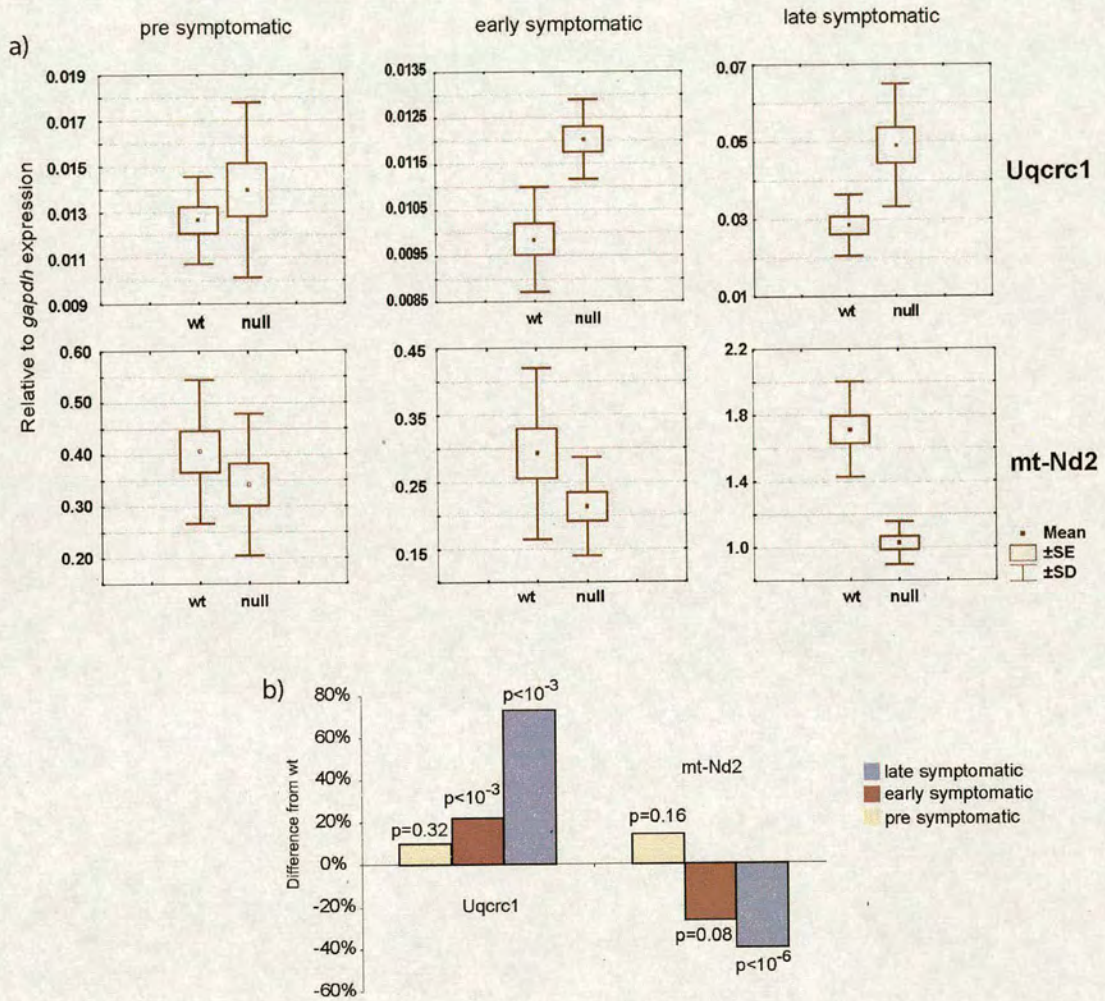 pre symptomatic
early symptomatic
late symptomatic
a)
Relative to gapdh expression
0.019
0.017
0.015
0.013
0.011
0.009
wt null
0.0135
0.0125
0.0115
0.0105
0.0095
0.0085
wt null
0.07
0.05
0.03
0.01
wt null
Uqcrc1
0.60
0.50
0.40
0.30
0.20
wt null
0.45
0.35
0.25
0.15
wt null
2.2
1.8
1.4
1.0
wt null
mt-Nd2
Mean
±SE
±SD
b)
Difference from wt
80%
60%
40%
20%
0%
-20%
-40%
-60%
p=0.32
p<10-3
p<10-3
Uqcrc1
mt-Nd2
p=0.16
p=0.08
p<10-6
late symptomatic
early symptomatic
pre symptomatic